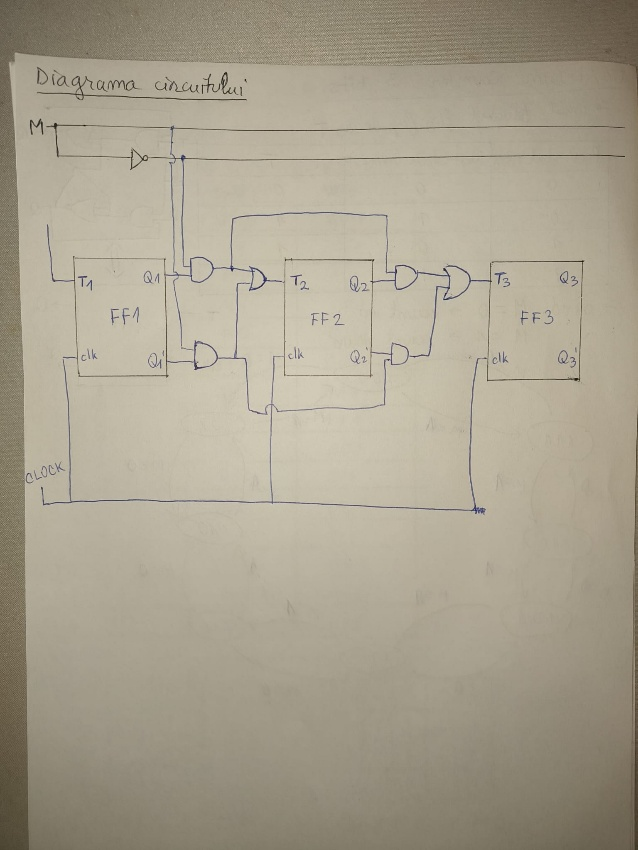 Diagrama circuitului
M
T1 Q1 T2 Q2 T3 Q3
FF1 FF2 FF3
clk Q1' clk Q2' clk Q3'
CLOCK